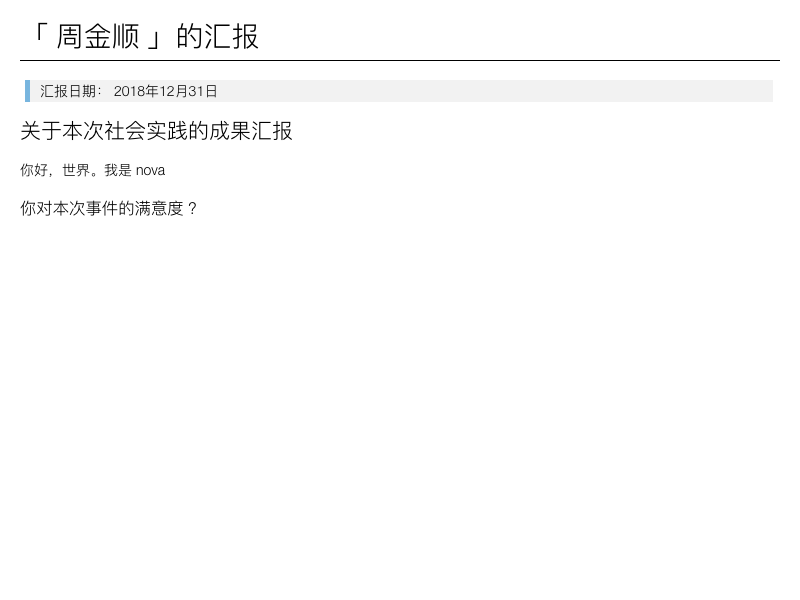 「 周金顺 」的汇报
汇报日期： 2018年12月31日
关于本次社会实践的成果汇报
你好，世界。我是 nova
你对本次事件的满意度？